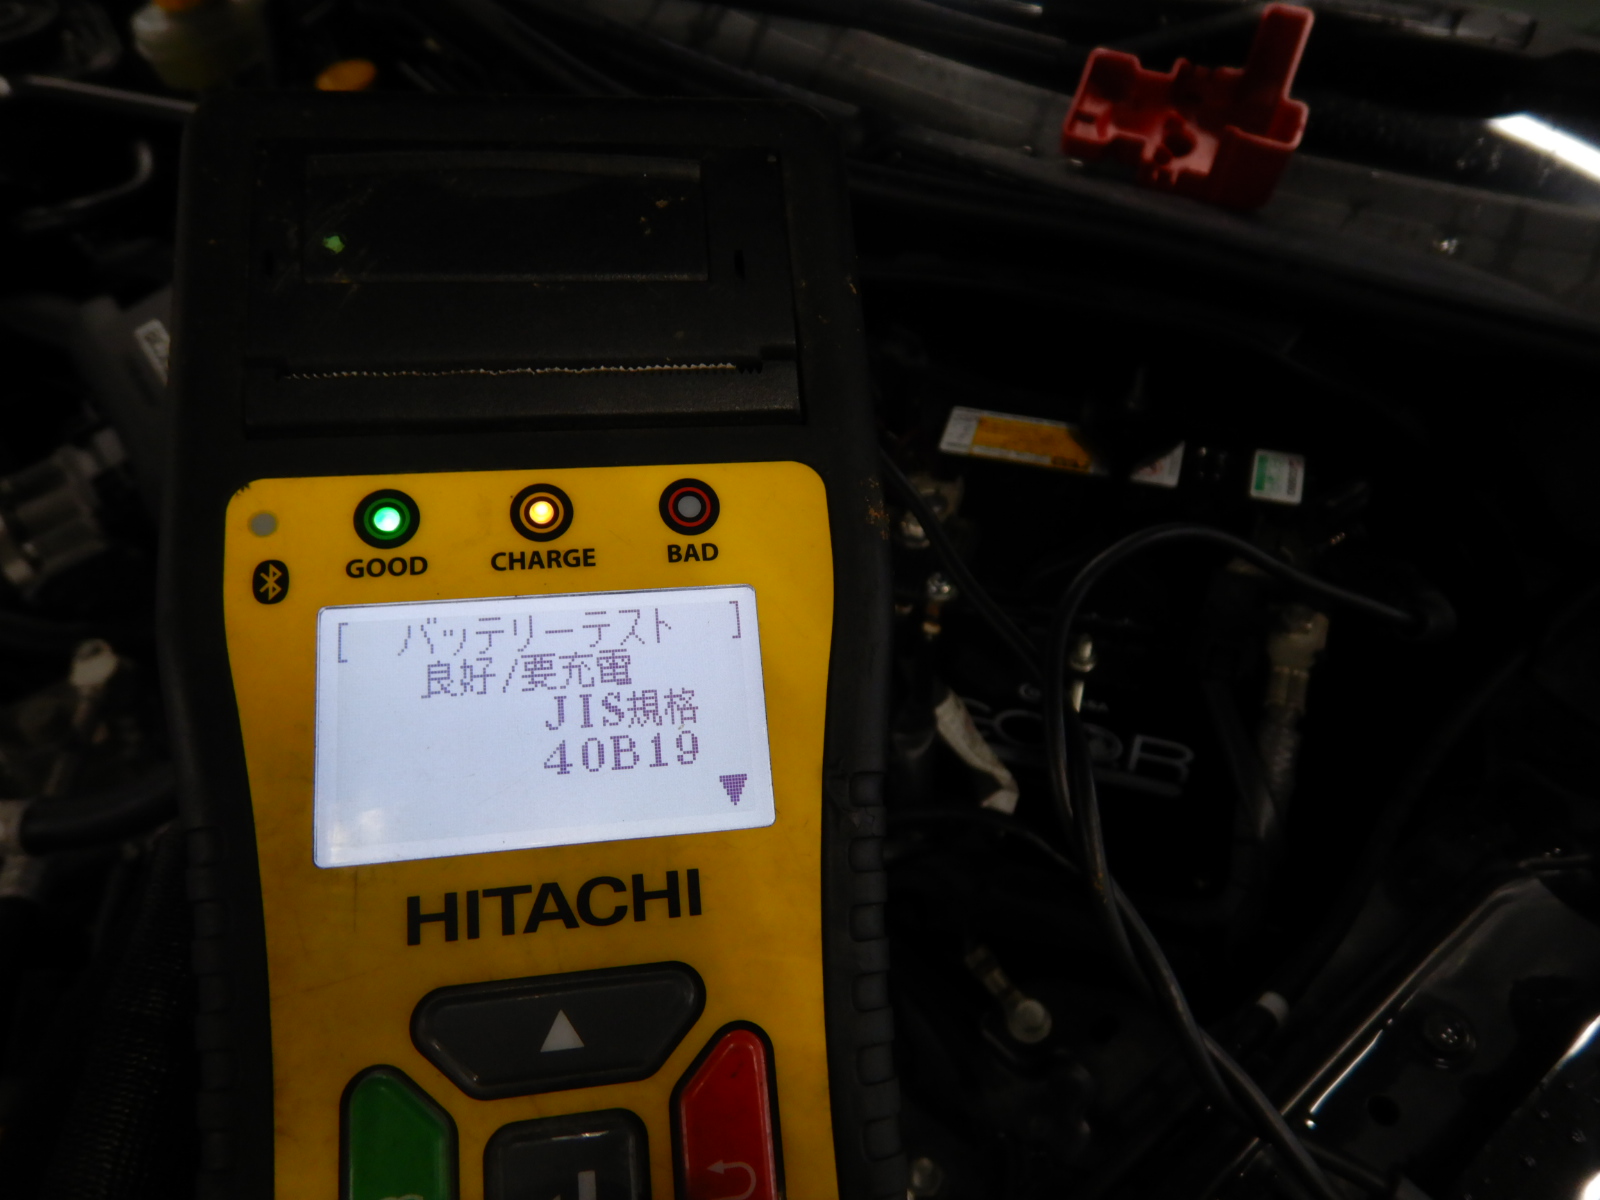 GOOD
CHARGE
BAD
[ バッテリーテスト ]
良好/要充電
JIS規格
40B19
HITACHI